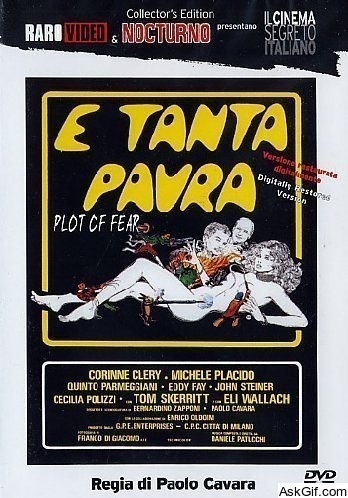 Collector's Edition
RARO VIDEO & NOCTURNO presentano
IL CINEMA
SEGRETO
ITALIANO
E TANTA
PAURA
Versione restaurata
digitalmente
Digitally Restored
Version
PLOT OF FEAR
CORINNE CLERY · MICHELE PLACIDO
QUINTO PARMEGGIANI · EDDY FAY · JOHN STEINER
CECILIA POLIZZI · con TOM SKERRITT · con ELI WALLACH
BERNARDINO ZAPPONI · PAOLO CAVARA
ENRICO OLDOINI
G.P.E. ENTERPRISES - C.P.C. CITTÀ DI MILANO
FRANCO DI GIACOMO
DANIELE PATUCCHI
Regia di Paolo Cavara
DVD
AskGif.com